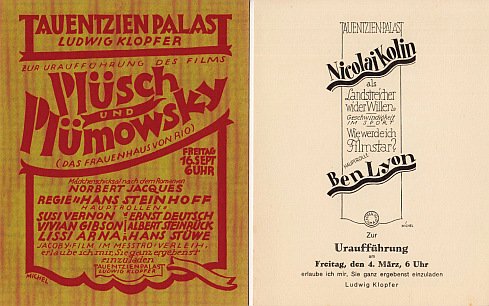 TAUENTZIEN PALAST
LUDWIG KLOPFER
ZUR URAUFFÜHRUNG DES FILMS
Plüsch
UND
Plümowsky
(DAS FRAUENHAUS VON RIO)
FREITAG
16. SEPT
6 UHR
Mädchenschicksal nach dem Romane von
NORBERT JACQUES
REGIE: HANS STEINHOFF
HAUPTROLLEN:
SUSI VERNON ERNST DEUTSCH
VIVIAN GIBSON ALBERT STEINRÜCK
LISSI ARNA HANS STÜWE
JACOBY-FILM IM MESSTRO-VERLEIH,
erlaube ich mir, Sie ganz ergebenst
einzuladen
TAUENTZIEN PALAST
LUDWIG KLOPFER
MICHEL
TAUENTZIEN-PALAST
Nicolai Kolin
als
„Landstreicher
wider Willen„
Geschwindigkeit
IM SPORT
Wie werde ich
Filmstar?
HAUPTROLLE
Ben Lyon
MICHEL
Zur
Uraufführung
am
Freitag, den 4. März, 6 Uhr
erlaube ich mir, Sie ganz ergebenst einzuladen
Ludwig Klopfer